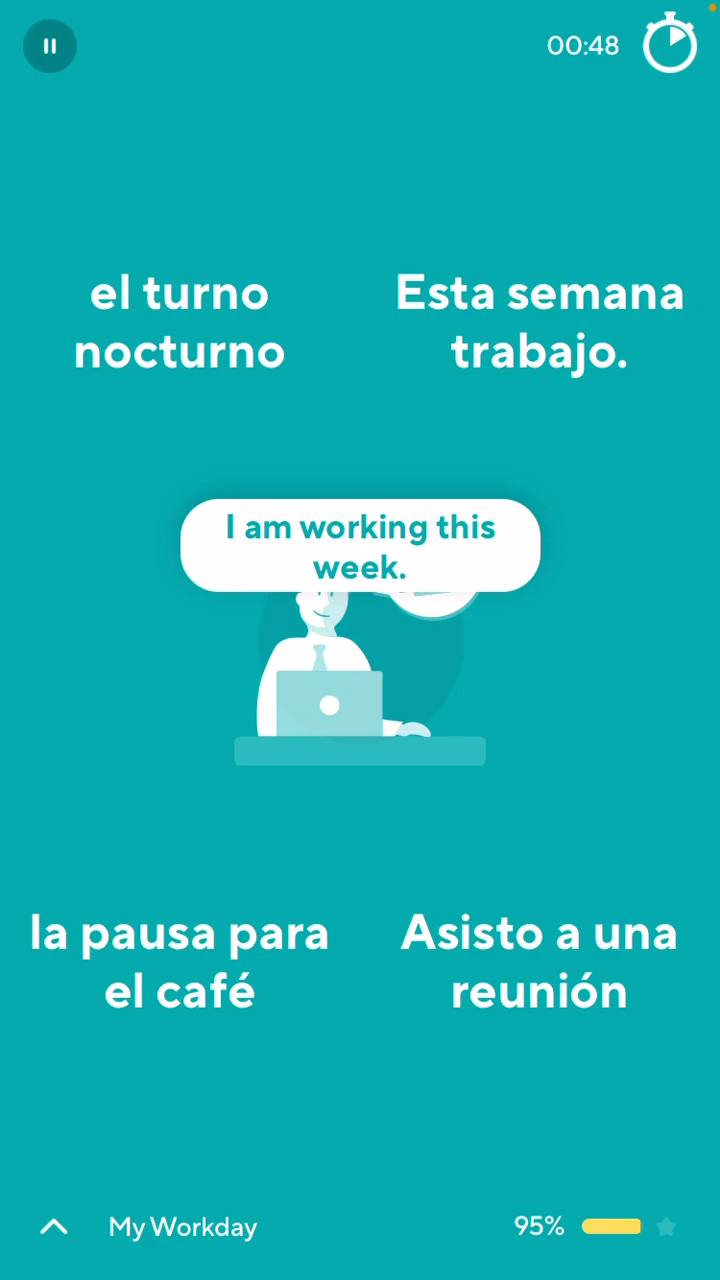 00:48
el turno
nocturno
Esta semana
trabajo.
I am working this
week.
la pausa para
el café
Asisto a una
reunión
My Workday
95%